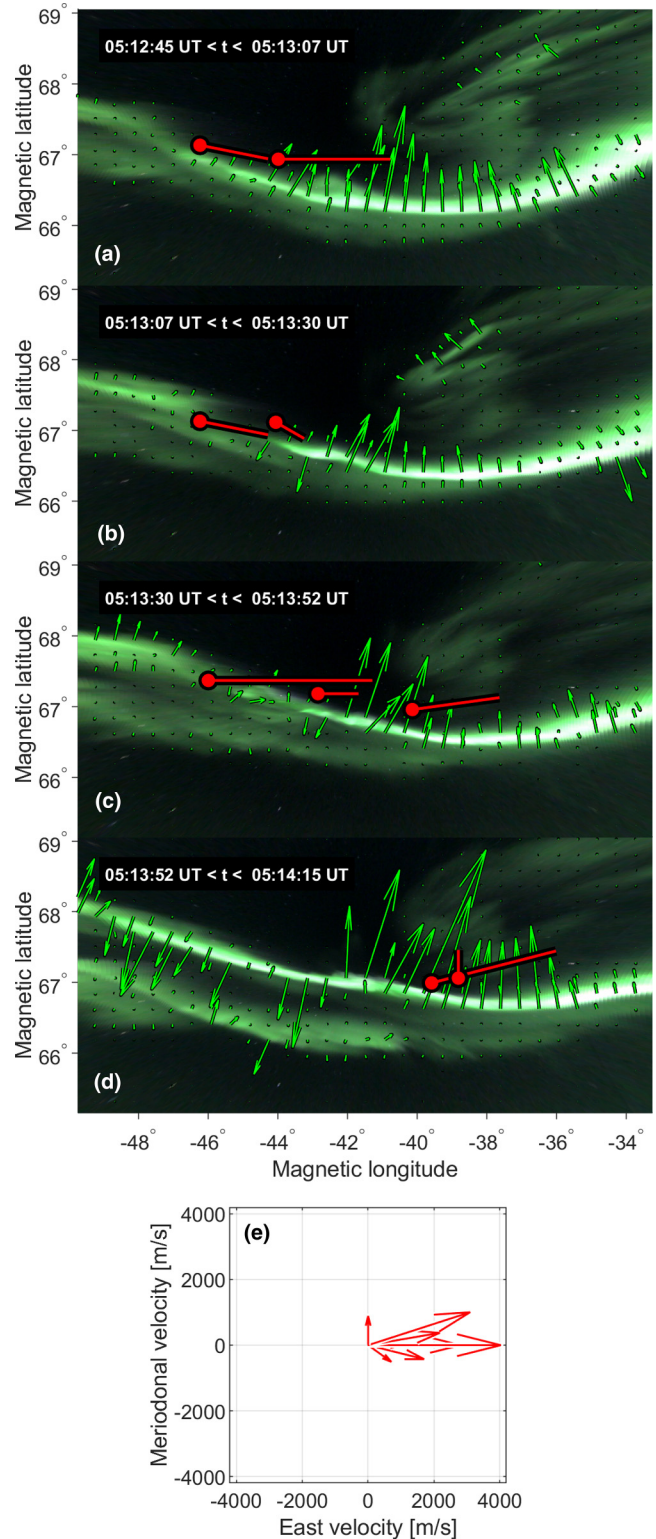 69°
05:12:45 UT < t < 05:13:07 UT
68°
67°
66°
Magnetic latitude
(a)
69°
05:13:07 UT < t < 05:13:30 UT
68°
67°
66°
Magnetic latitude
(b)
69°
05:13:30 UT < t < 05:13:52 UT
68°
67°
66°
Magnetic latitude
(c)
69°
05:13:52 UT < t < 05:14:15 UT
68°
67°
66°
Magnetic latitude
(d)
-48° -46° -44° -42° -40° -38° -36° -34°
Magnetic longitude
(e)
4000
2000
0
-2000
-4000
Meriodonal velocity [m/s]
-4000 -2000 0 2000 4000
East velocity [m/s]